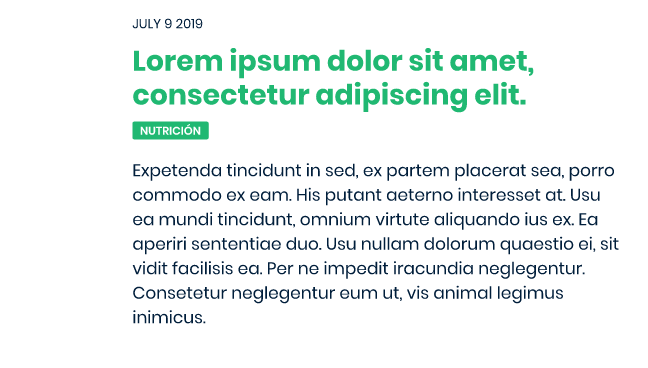 JULY 9 2019
Lorem ipsum dolor sit amet,
consectetur adipiscing elit.
NUTRICIÓN
Expetenda tincidunt in sed, ex partem placerat sea, porro
commodo ex eam. His putant aeterno interesset at. Usu
ea mundi tincidunt, omnium virtute aliquando ius ex. Ea
aperiri sententiae duo. Usu nullam dolorum quaestio ei, sit
vidit facilisis ea. Per ne impedit iracundia neglegentur.
Consetetur neglegentur eum ut, vis animal legimus
inimicus.